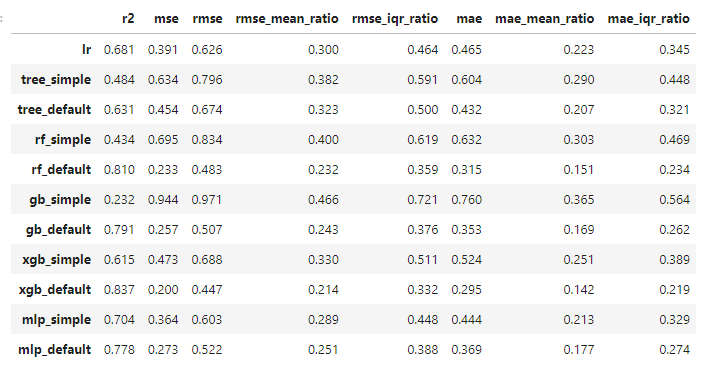 r2 mse rmse rmse_mean_ratio rmse_iqr_ratio mae mae_mean_ratio mae_iqr_ratio
lr 0.681 0.391 0.626 0.300 0.464 0.465 0.223 0.345
tree_simple 0.484 0.634 0.796 0.382 0.591 0.604 0.290 0.448
tree_default 0.631 0.454 0.674 0.323 0.500 0.432 0.207 0.321
rf_simple 0.434 0.695 0.834 0.400 0.619 0.632 0.303 0.469
rf_default 0.810 0.233 0.483 0.232 0.359 0.315 0.151 0.234
gb_simple 0.232 0.944 0.971 0.466 0.721 0.760 0.365 0.564
gb_default 0.791 0.257 0.507 0.243 0.376 0.353 0.169 0.262
xgb_simple 0.615 0.473 0.688 0.330 0.511 0.524 0.251 0.389
xgb_default 0.837 0.200 0.447 0.214 0.332 0.295 0.142 0.219
mlp_simple 0.704 0.364 0.603 0.289 0.448 0.444 0.213 0.329
mlp_default 0.778 0.273 0.522 0.251 0.388 0.369 0.177 0.274